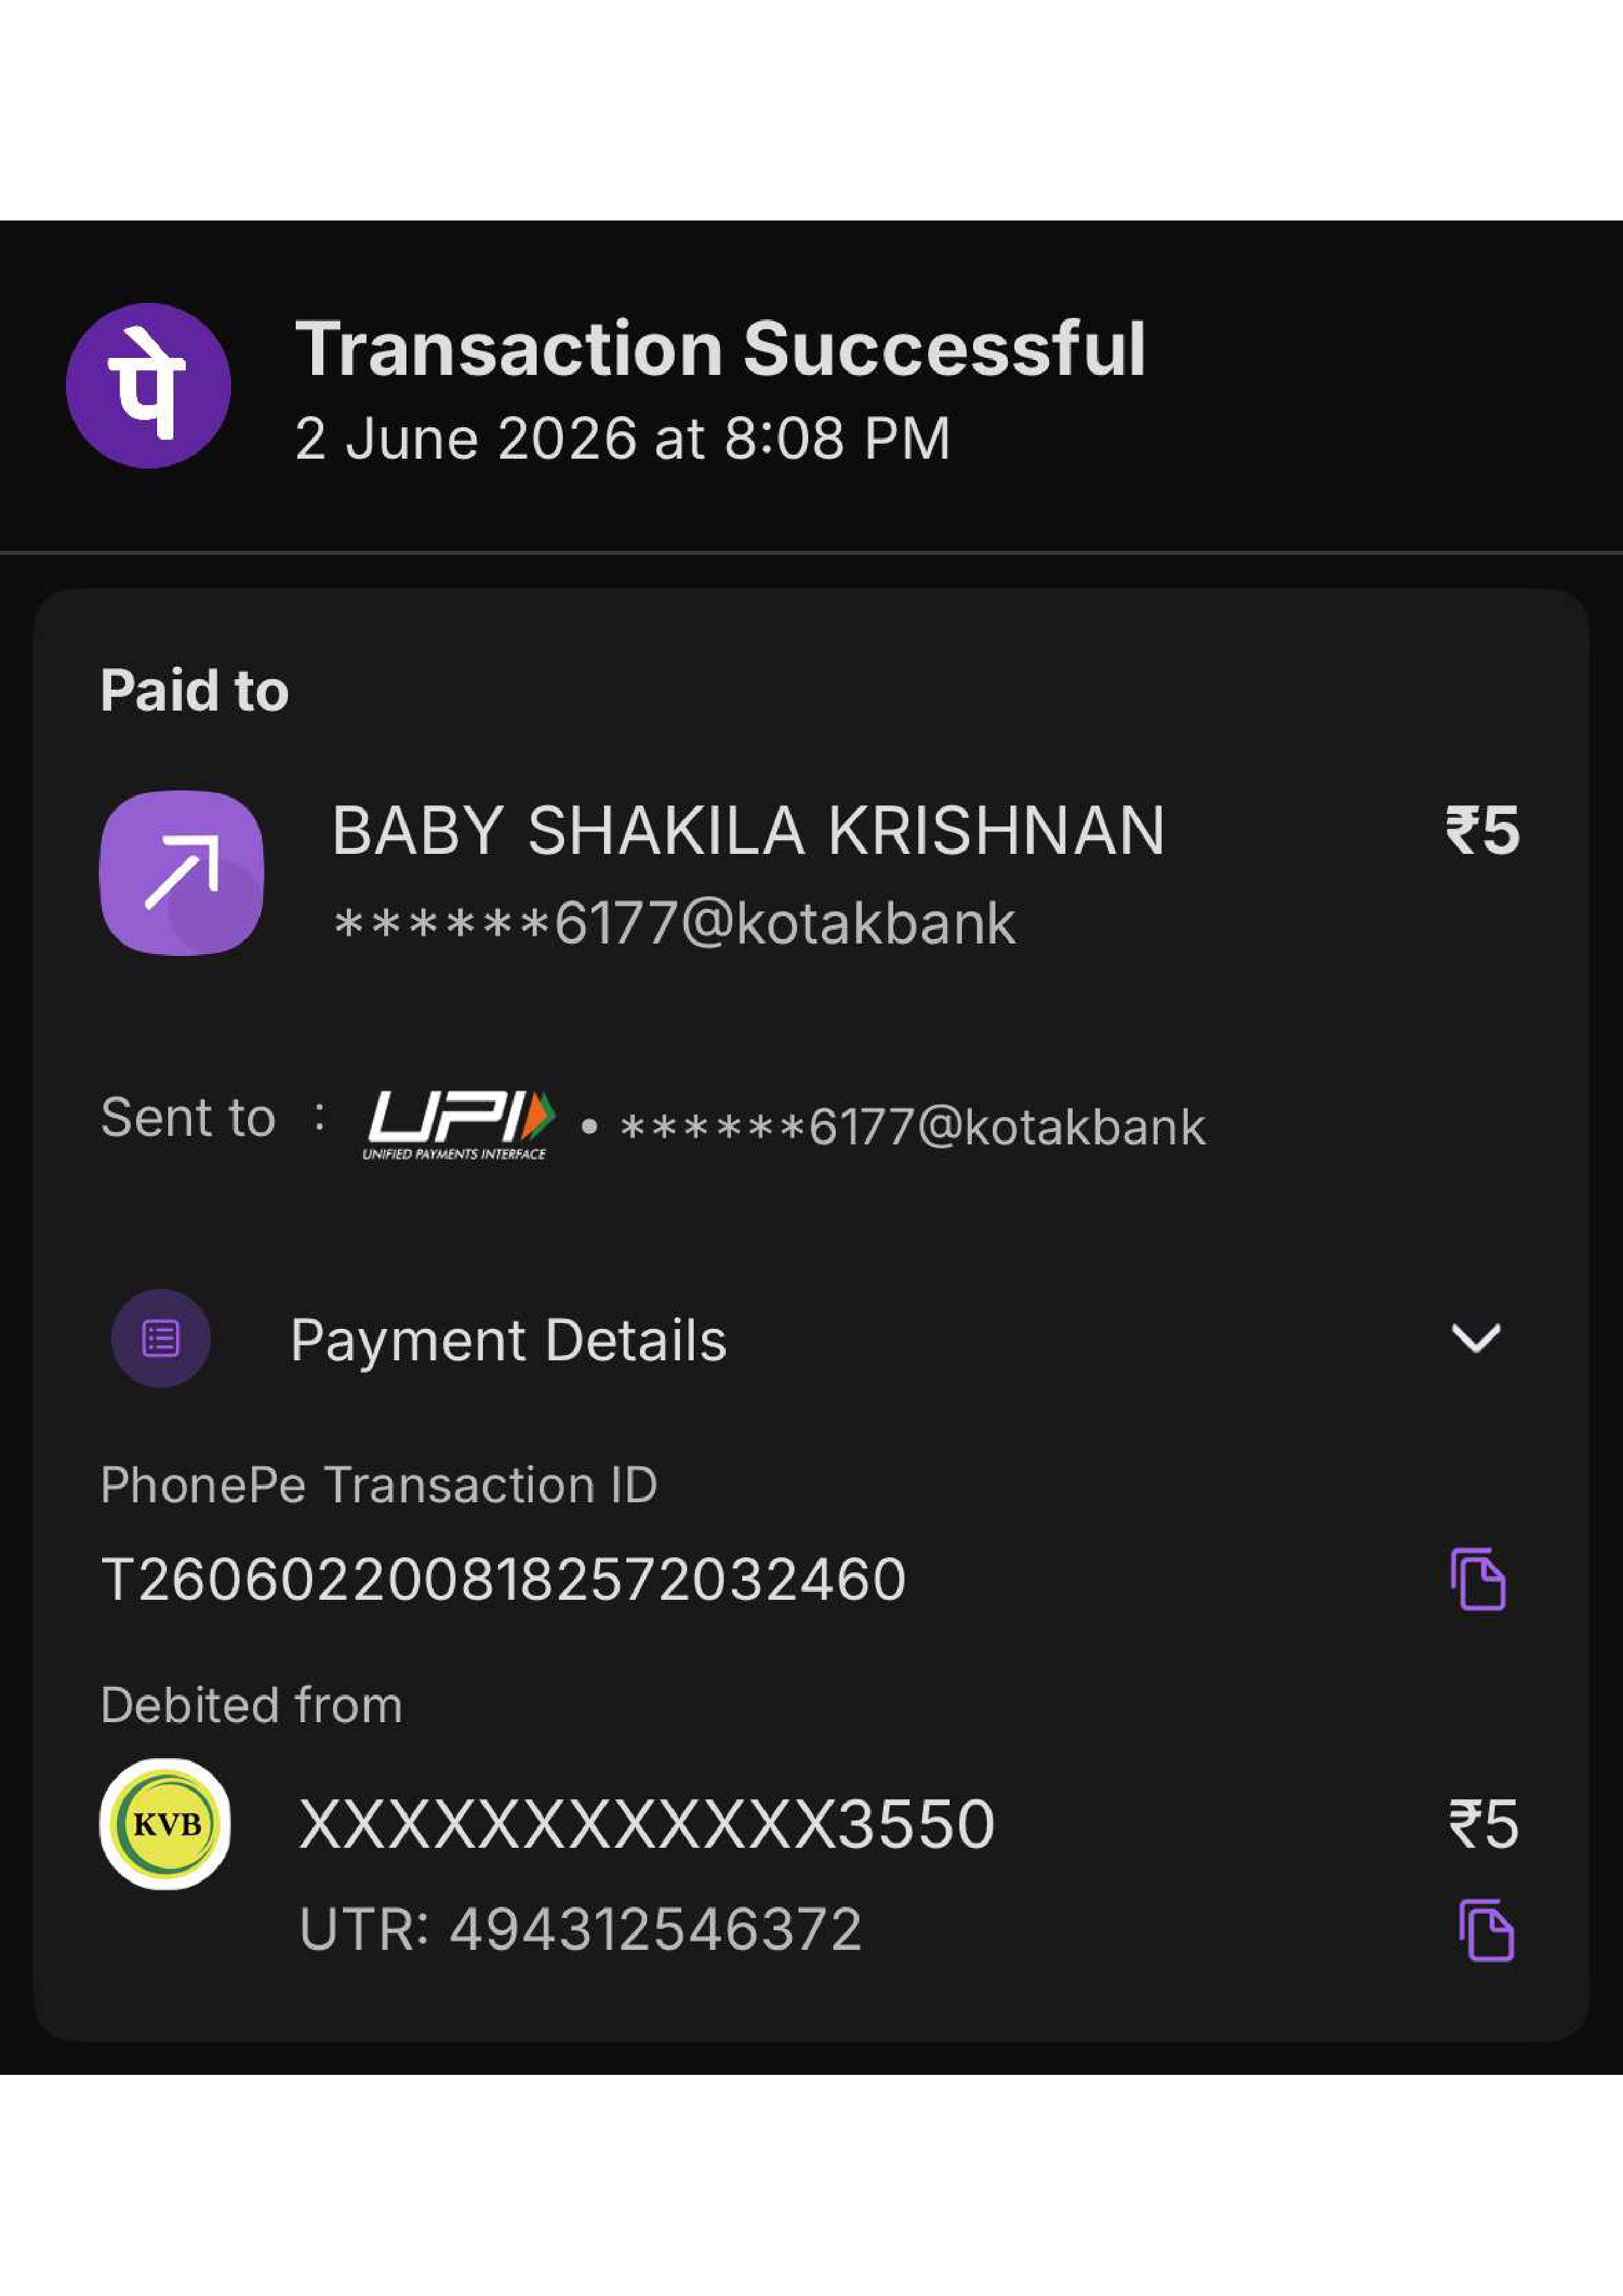 पे
Transaction Successful
2 June 2026 at 8:08 PM
Paid to
BABY SHAKILA KRISHNAN ₹5
******6177@kotakbank
Sent to : UPI • ******6177@kotakbank
UNIFIED PAYMENTS INTERFACE
Payment Details
PhonePe Transaction ID
T2606022008182572032460
Debited from
KVB XXXXXXXXXXXX3550 ₹5
UTR: 494312546372